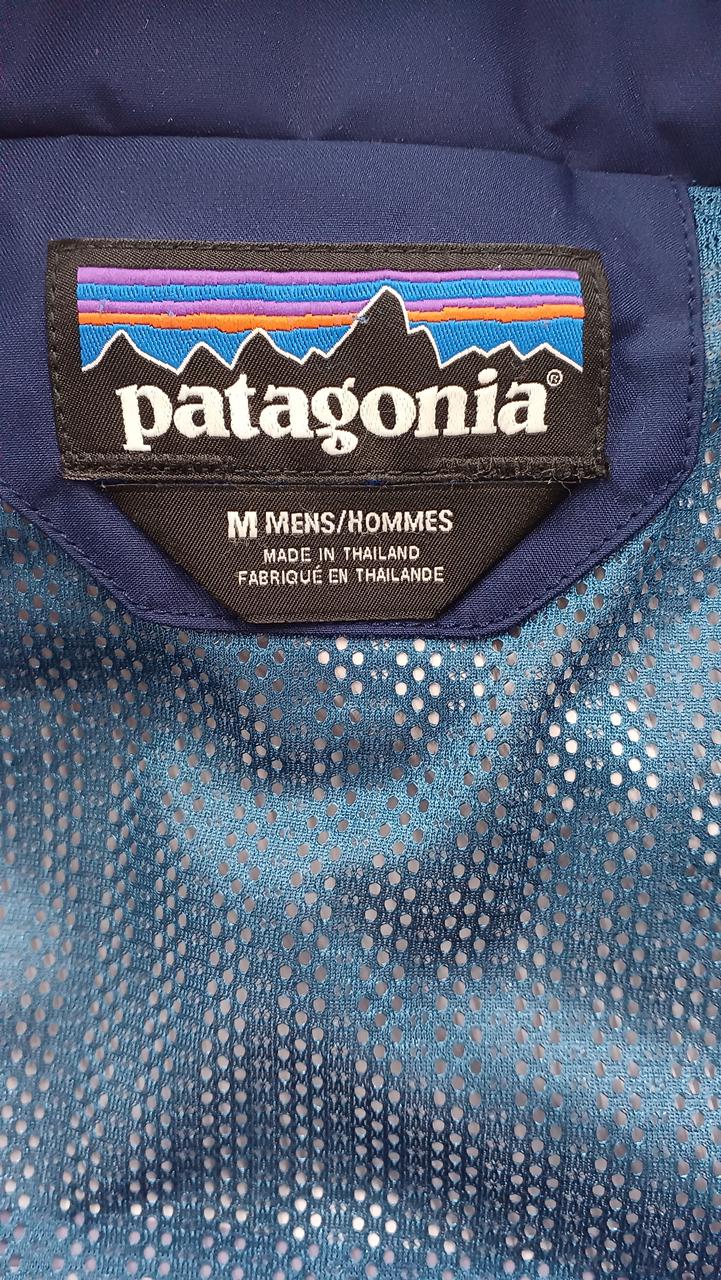 patagonia®
M MENS/HOMMES
MADE IN THAILAND
FABRIQUÉ EN THAILANDE